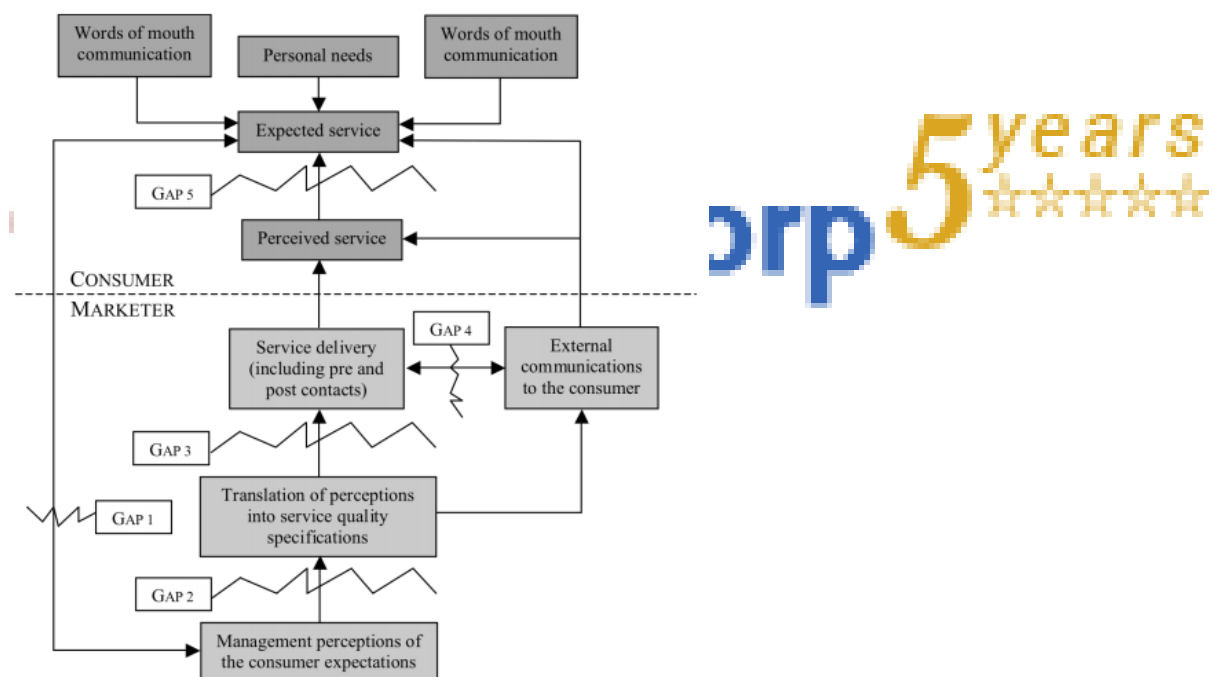 Words of mouth
communication
Personal needs
Words of mouth
communication
Expected service
GAP 5
Perceived service
CONSUMER
MARKETER
GAP 4
Service delivery
(including pre and
post contacts)
External
communications
to the consumer
GAP 3
Translation of perceptions
into service quality
specifications
GAP 1
GAP 2
Management perceptions of
the consumer expectations
orp
5 years